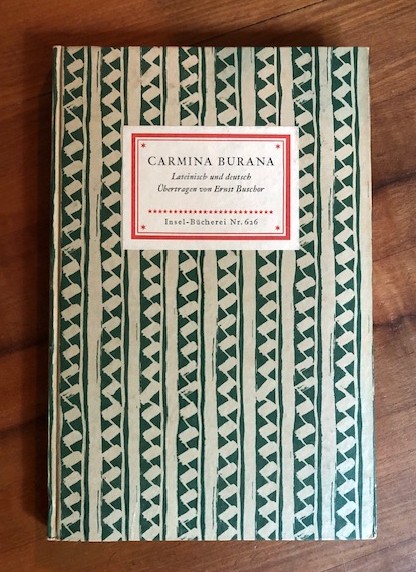 CARMINA BURANA
Lateinisch und deutsch
Übertragen von Ernst Buschor
Insel-Bücherei Nr. 626